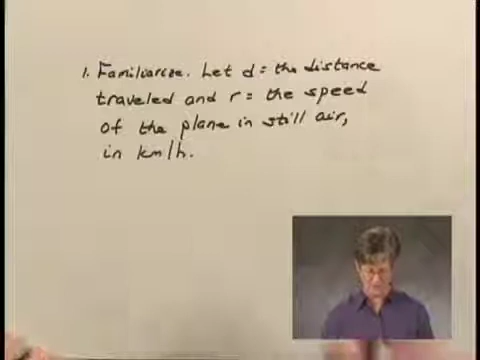 1. Familiarize. Let d = the distance
traveled and r = the speed
of the plane in still air,
in km/h.